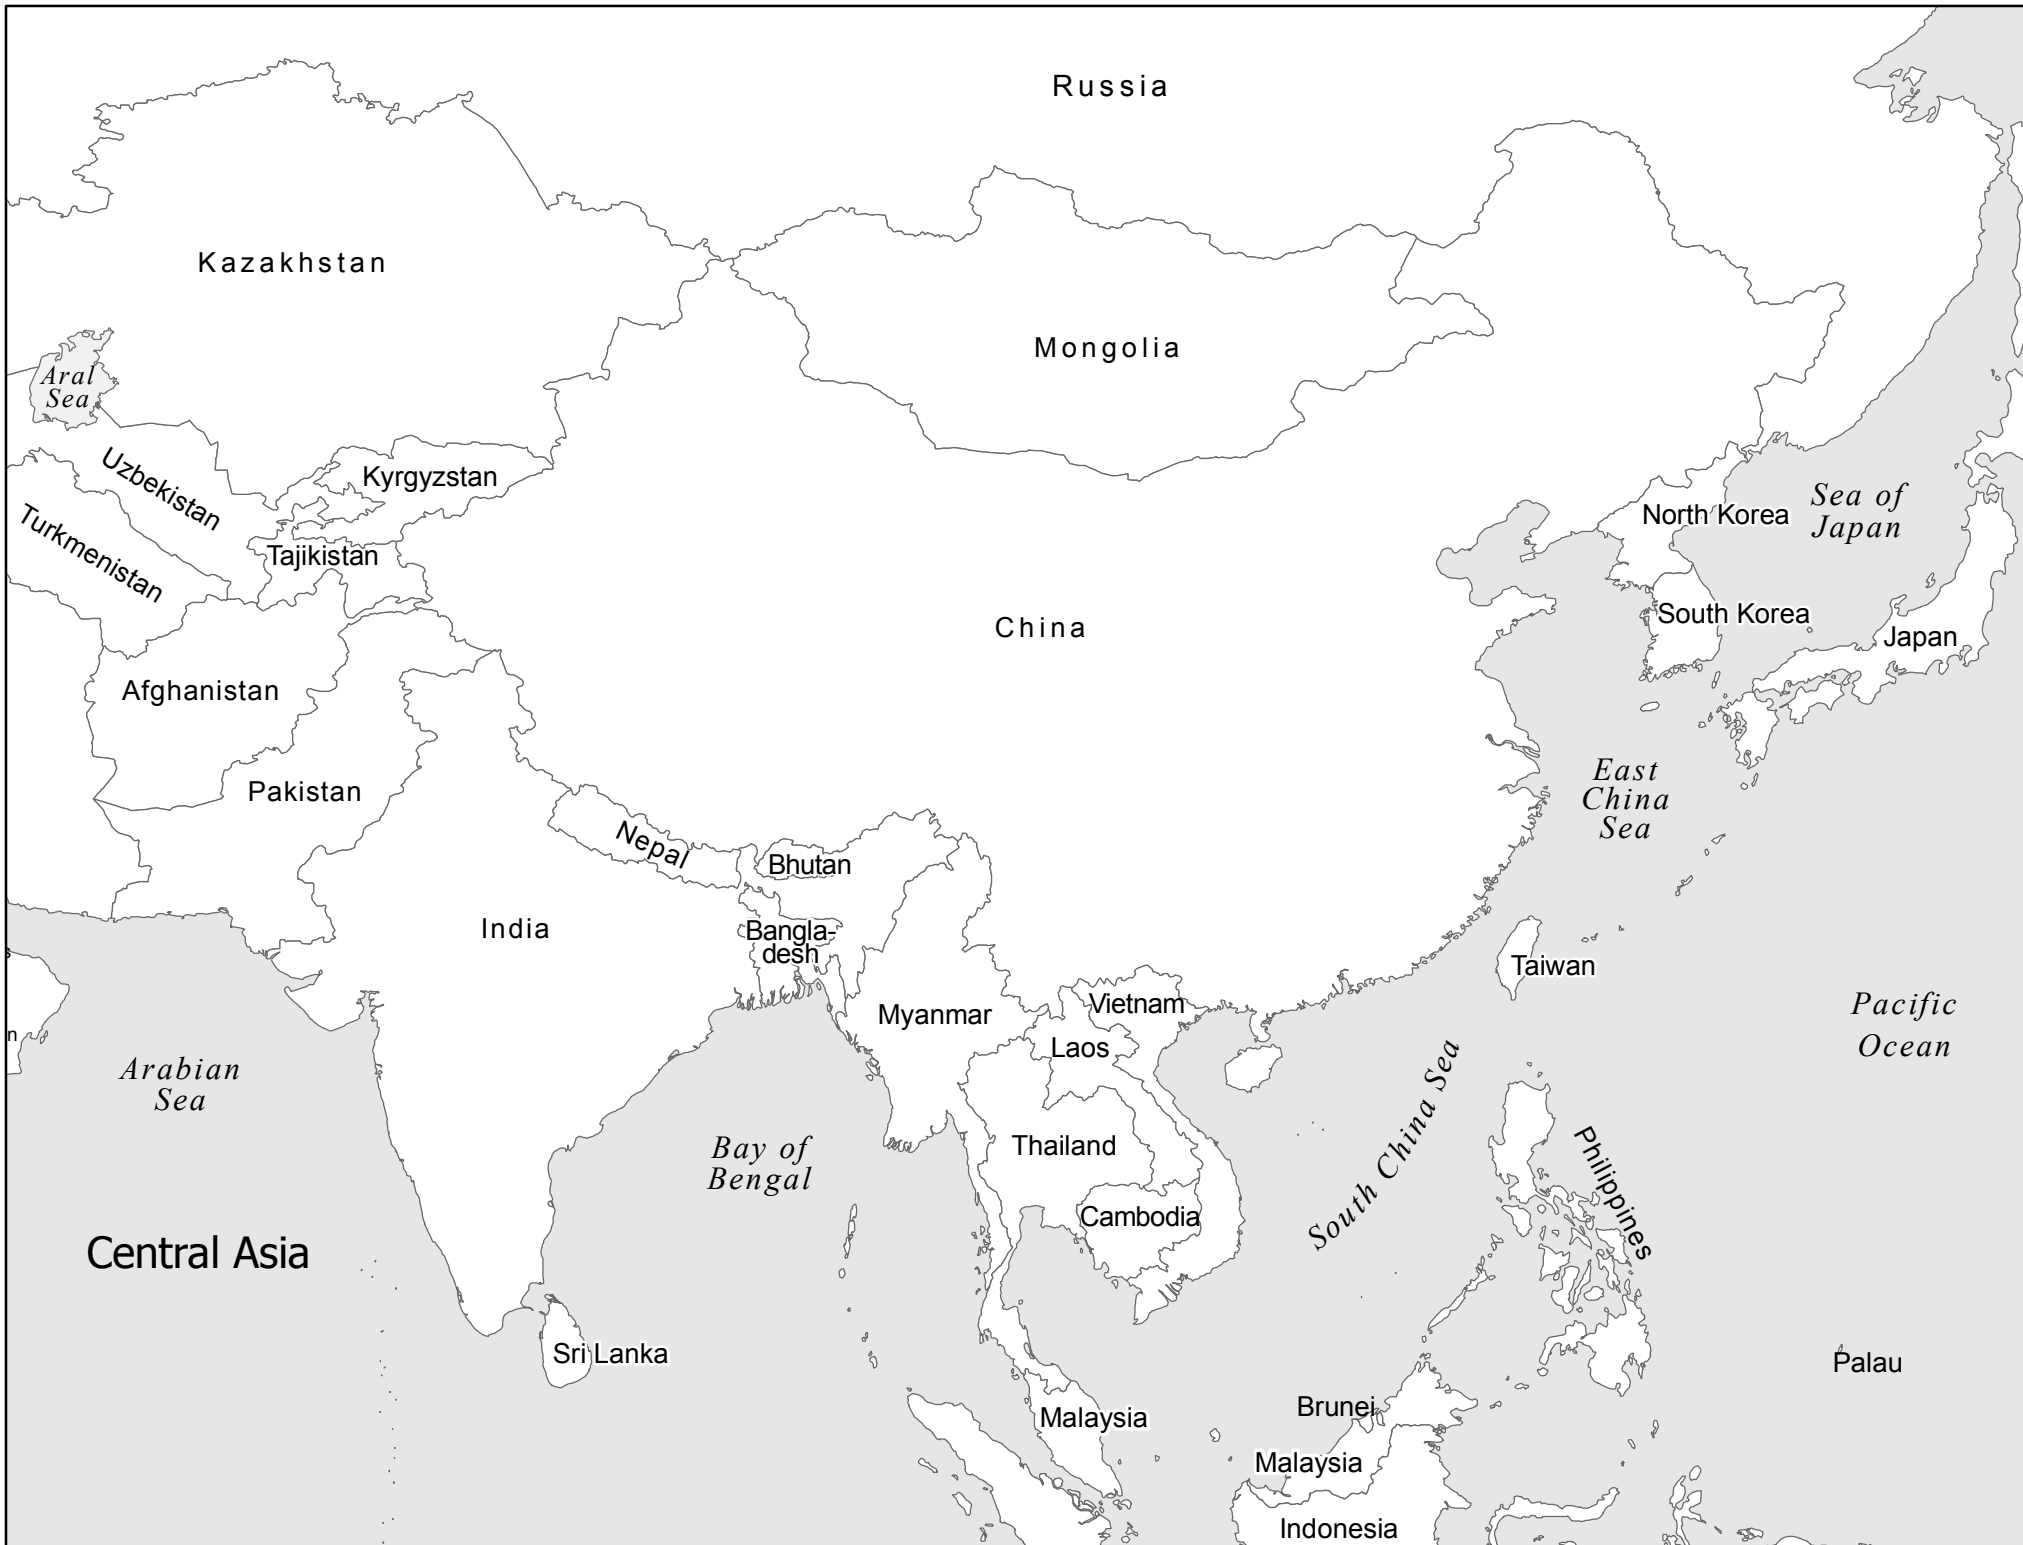 Russia
Kazakhstan
Mongolia
Aral
Sea
Uzbekistan
Kyrgyzstan
Turkmenistan
Tajikistan
North Korea
Sea of
Japan
South Korea
Japan
China
Afghanistan
Pakistan
East
China
Sea
Nepal
Bhutan
India
Bangla-
desh
Taiwan
Myanmar
Vietnam
Laos
Pacific
Ocean
Arabian
Sea
s
n
Bay of
Bengal
Thailand
South China Sea
Philippines
Cambodia
Central Asia
Sri Lanka
Palau
Brunei
Malaysia
Malaysia
Indonesia